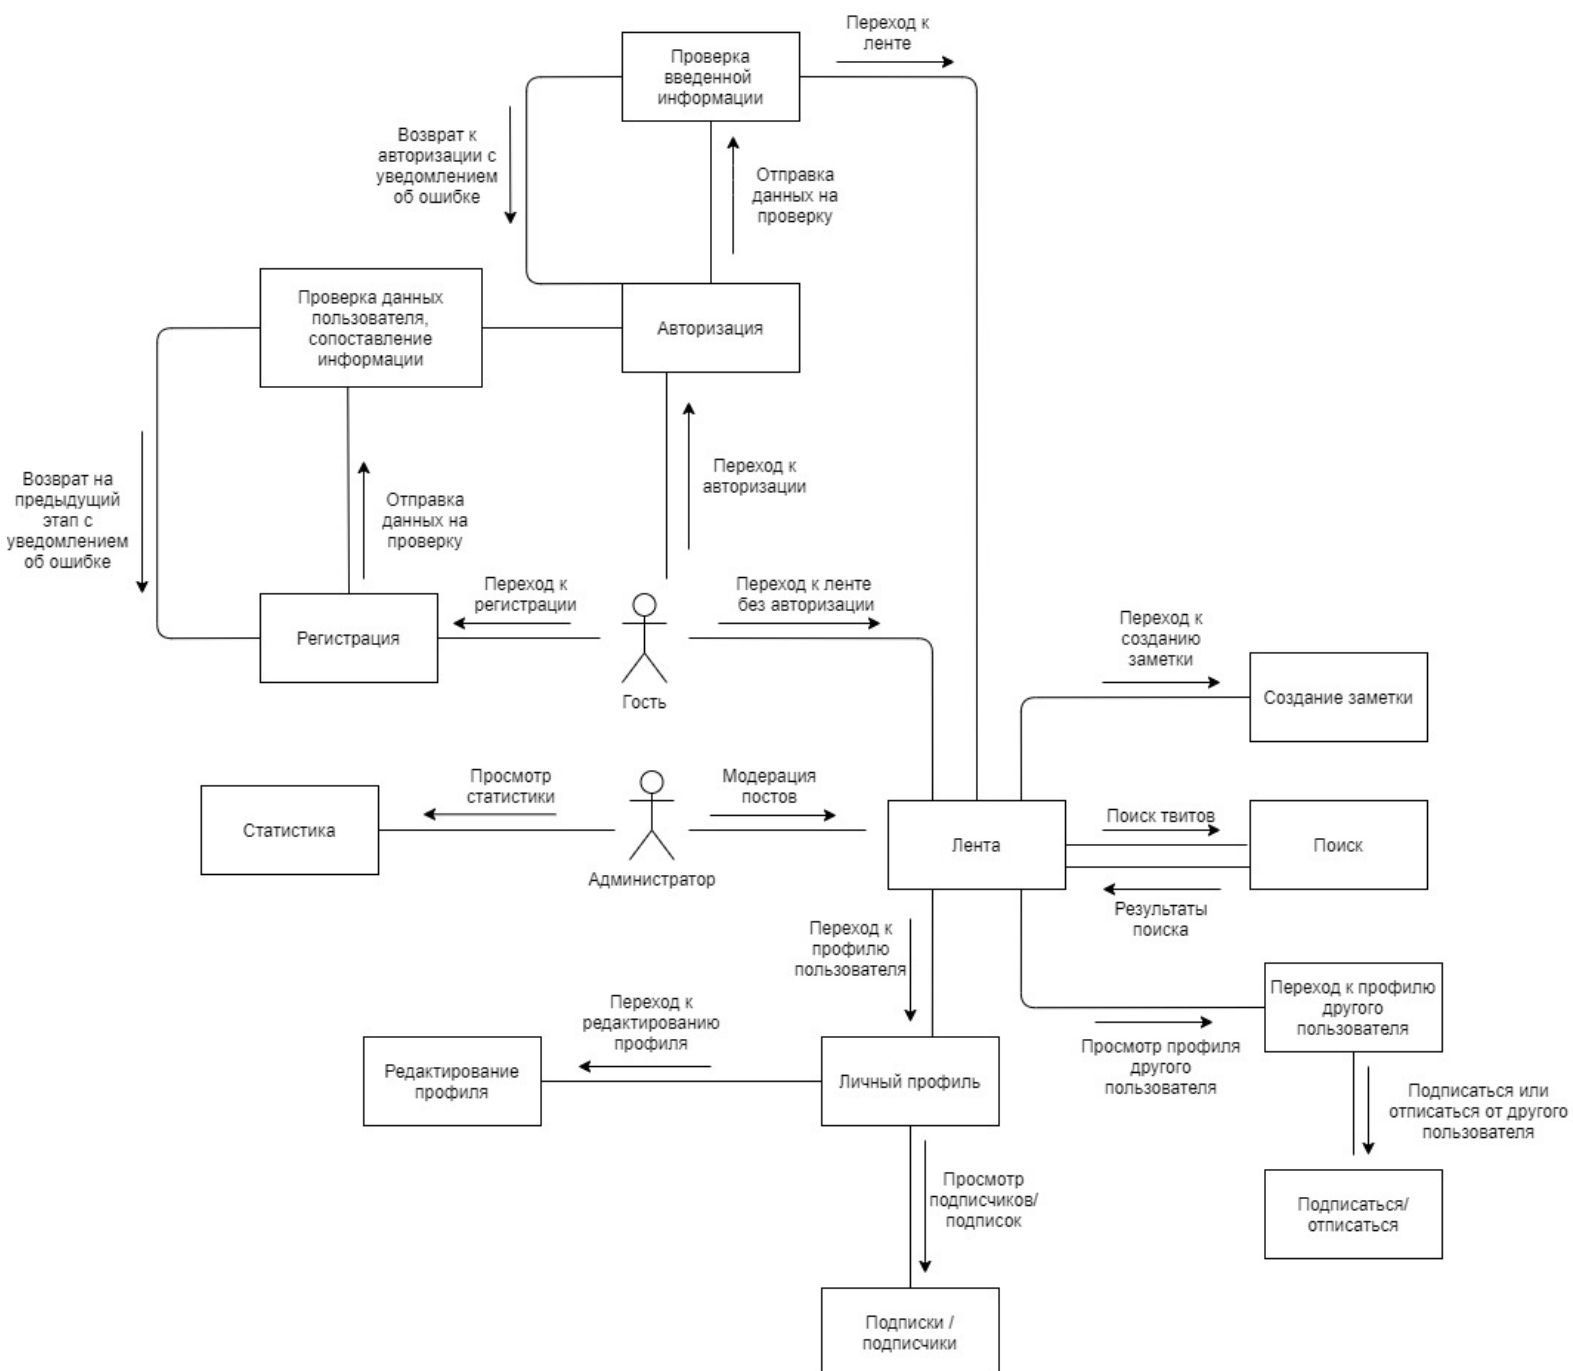 Переход к
ленте
Проверка
введенной
информации
Возврат к
авторизации с
уведомлением
об ошибке
Отправка
данных на
проверку
Проверка данных
пользователя,
сопоставление
информации
Авторизация
Возврат на
предыдущий
этап с
уведомлением
об ошибке
Отправка
данных на
проверку
Переход к
авторизации
Переход к
регистрации
Переход к ленте
без авторизации
Регистрация
Гость
Переход к
созданию
заметки
Создание заметки
Просмотр
статистики
Модерация
постов
Статистика
Администратор
Лента
Поиск твитов
Поиск
Результаты
поиска
Переход к
профилю
пользователя
Переход к профилю
другого
пользователя
Переход к
редактированию
профиля
Просмотр профиля
другого
пользователя
Редактирование
профиля
Личный профиль
Подписаться или
отписаться от другого
пользователя
Просмотр
подписчиков/
подписок
Подписаться/
отписаться
Подписки /
подписчики